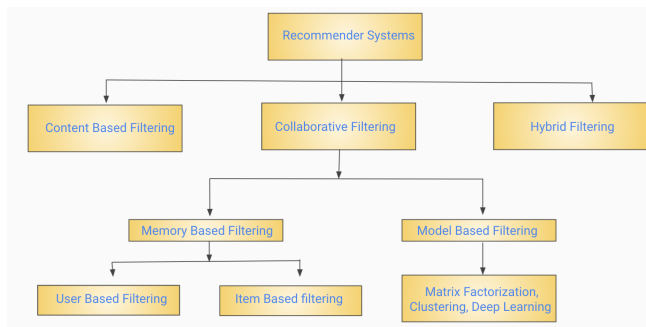 Recommender Systems
Content Based Filtering
Collaborative Filtering
Hybrid Filtering
Memory Based Filtering
Model Based Filtering
User Based Filtering
Item Based filtering
Matrix Factorization,
Clustering, Deep Learning